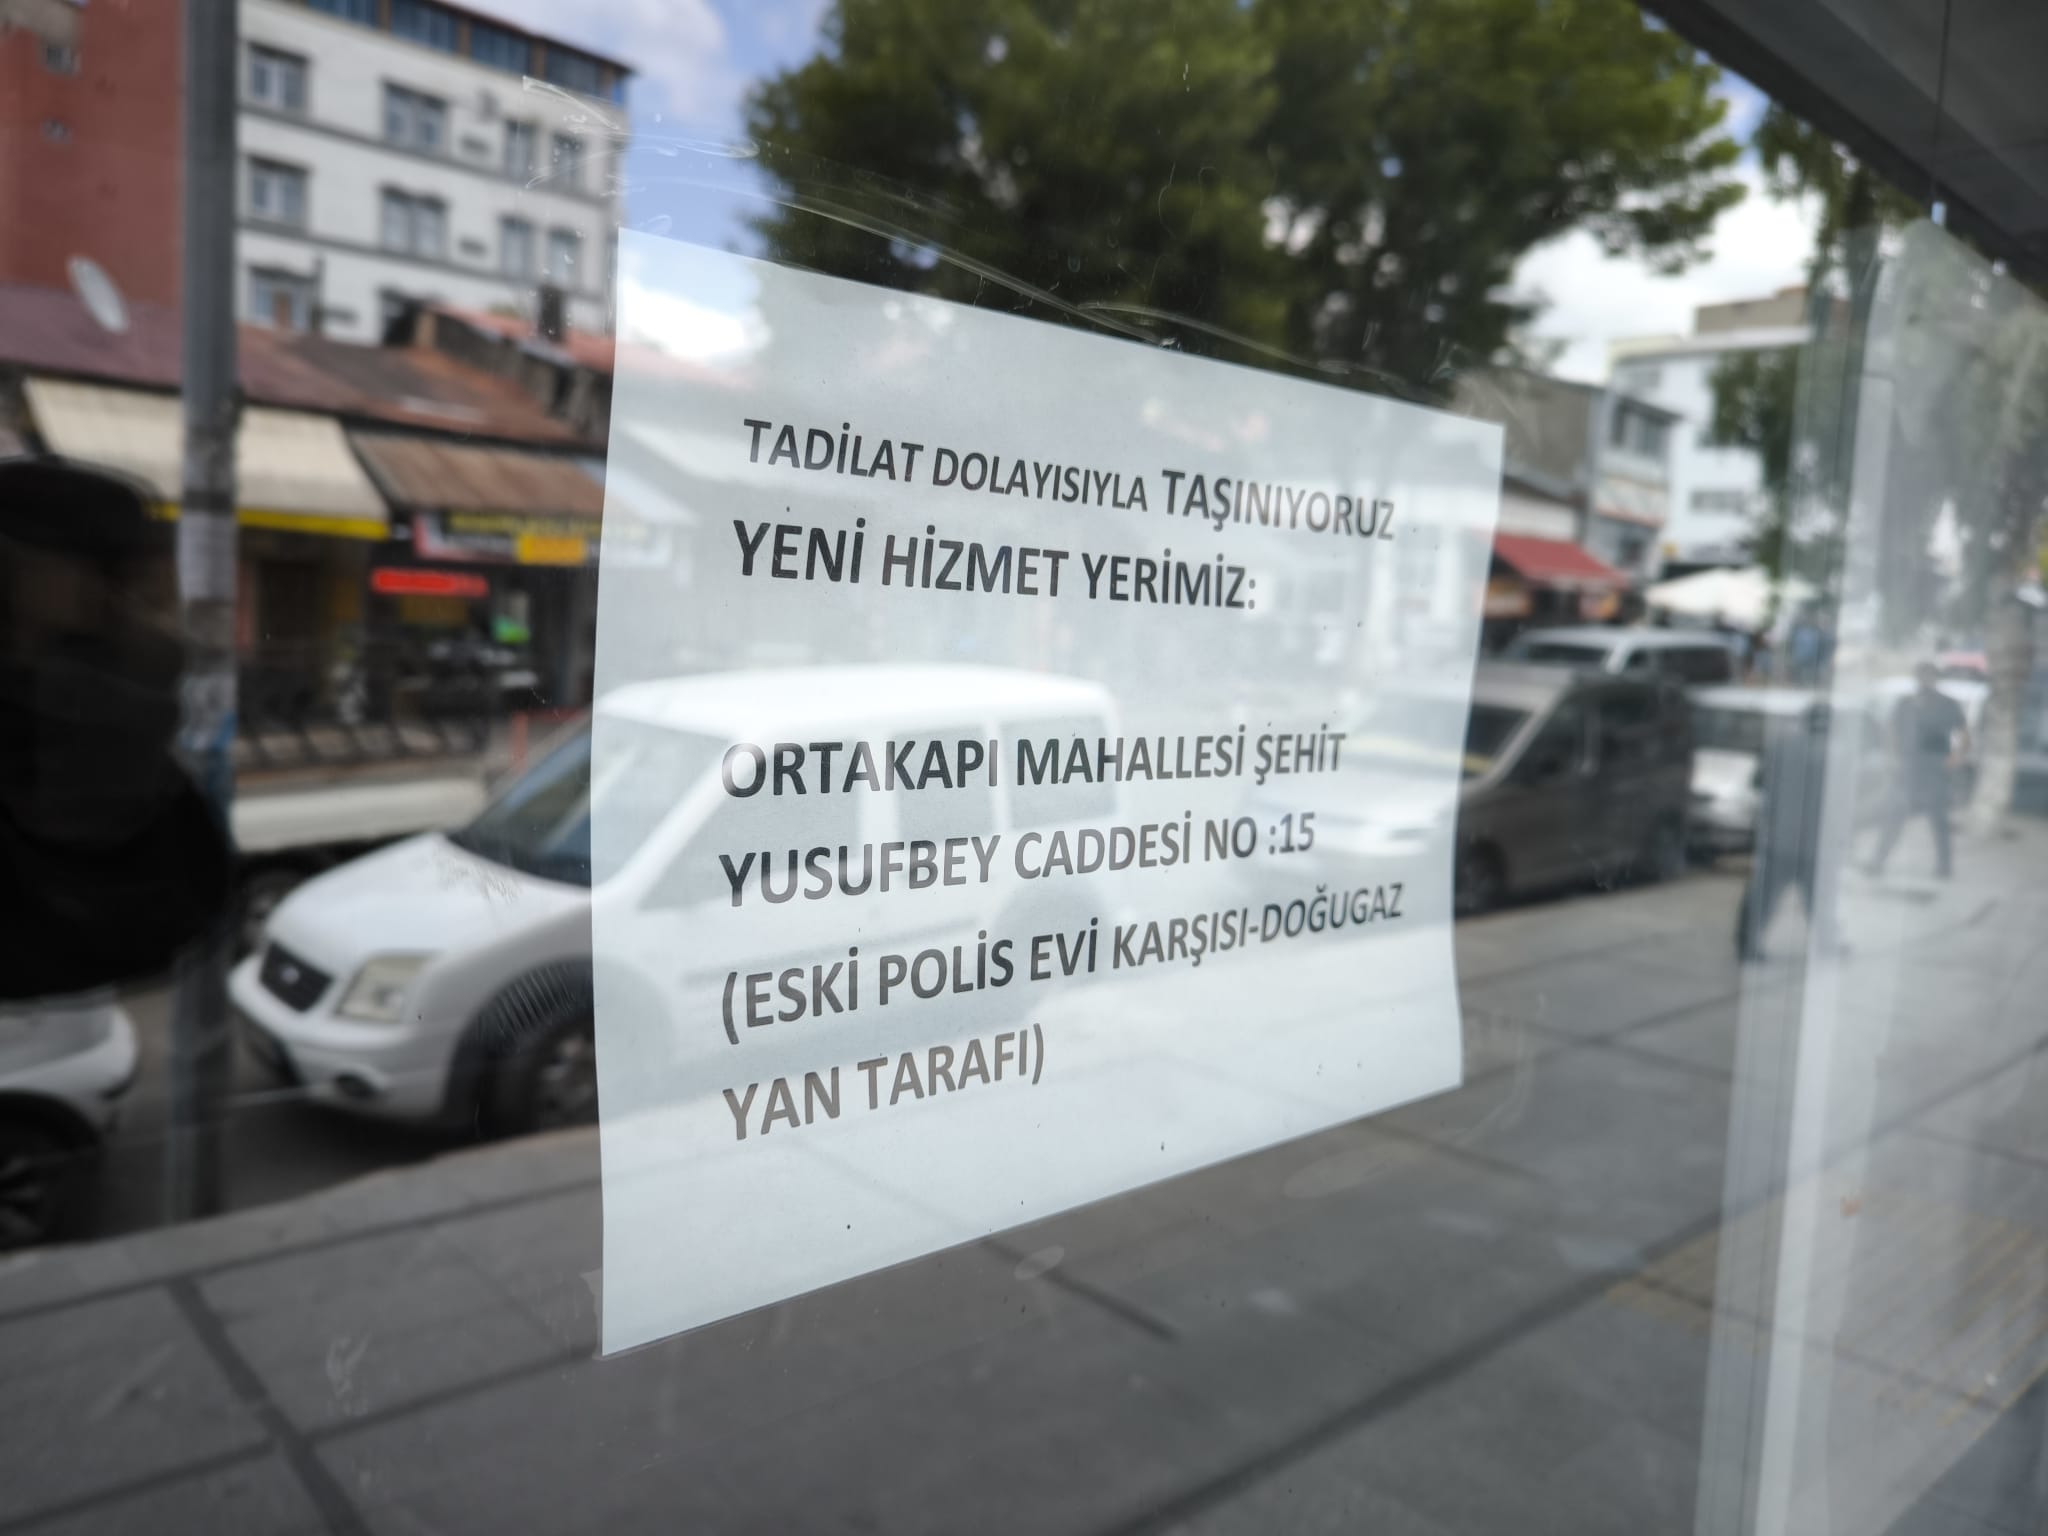 TADİLAT DOLAYISIYLA TAŞINIYORUZ
YENİ HİZMET YERİMİZ:
ORTAKAPI MAHALLESİ ŞEHİT
YUSUFBEY CADDESİ NO :15
(ESKİ POLİS EVİ KARŞISI-DOĞUGAZ
YAN TARAFI)